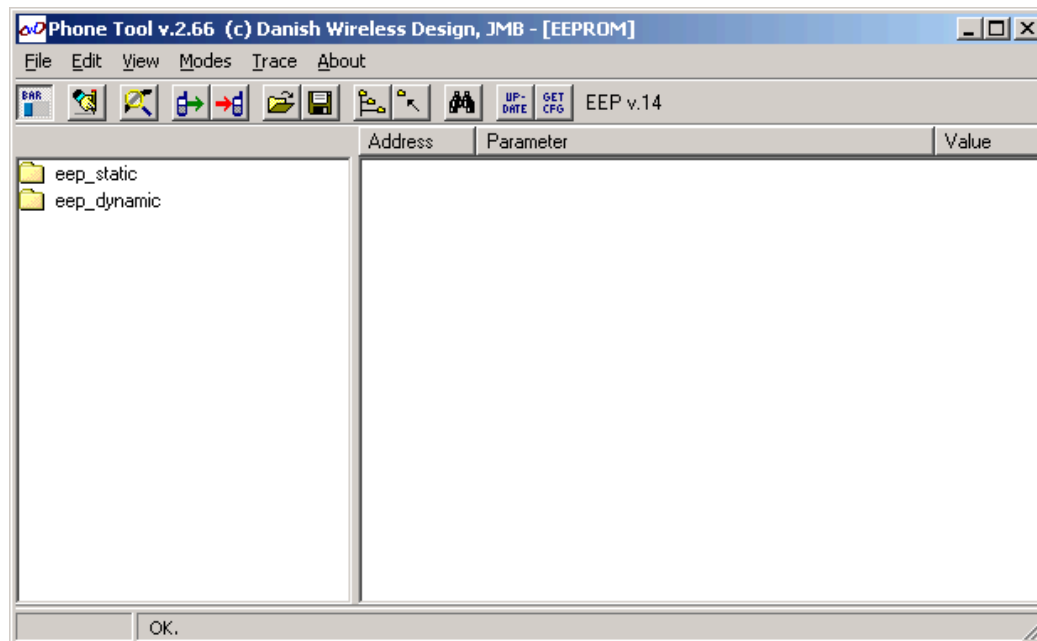 Phone Tool v.2.66 (c) Danish Wireless Design, JMB - [EEPROM]
File Edit View Modes Trace About
BAR UP-DATE GET CFG EEP v.14
Address Parameter Value
eep_static
eep_dynamic
OK.